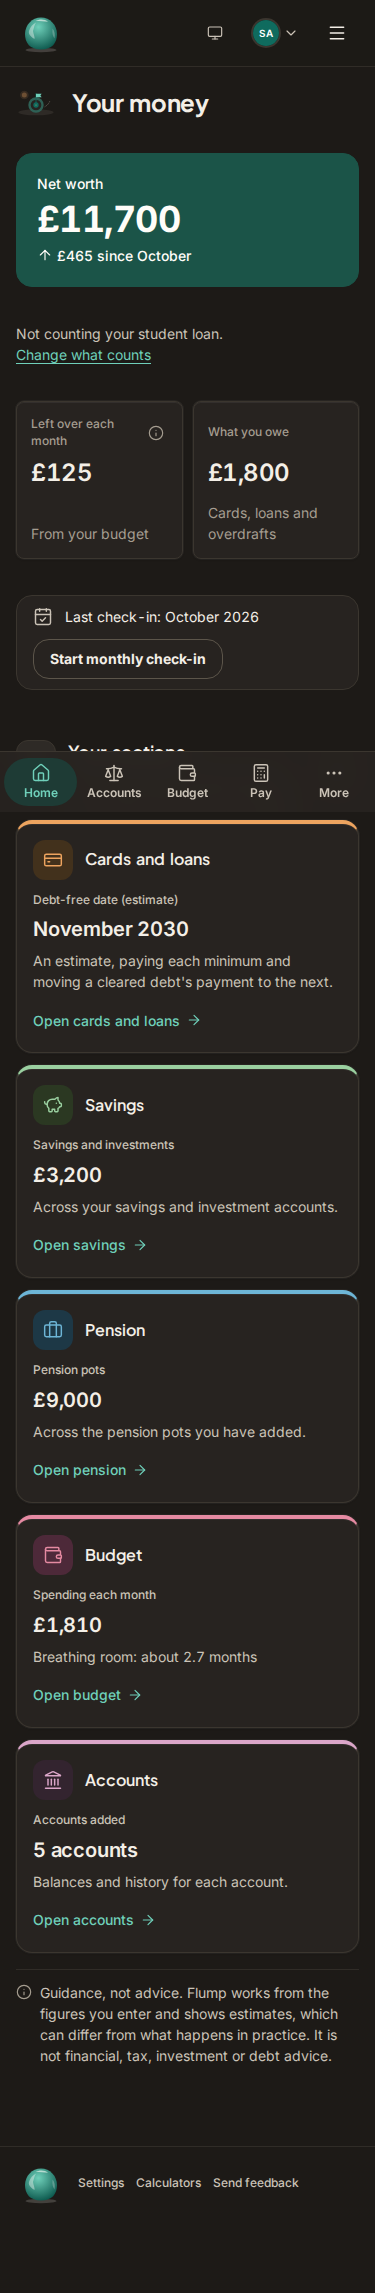 SA
Your money
Net worth
£11,700
↑ £465 since October
Not counting your student loan.
Change what counts
Left over each
month
£125
From your budget
What you owe
£1,800
Cards, loans and
overdrafts
Last check-in: October 2026
Start monthly check-in
Your sections
Home
Accounts
Budget
Pay
More
Cards and loans
Debt-free date (estimate)
November 2030
An estimate, paying each minimum and
moving a cleared debt's payment to the next.
Open cards and loans →
Savings
Savings and investments
£3,200
Across your savings and investment accounts.
Open savings →
Pension
Pension pots
£9,000
Across the pension pots you have added.
Open pension →
Budget
Spending each month
£1,810
Breathing room: about 2.7 months
Open budget →
Accounts
Accounts added
5 accounts
Balances and history for each account.
Open accounts →
Guidance, not advice. Flump works from the
figures you enter and shows estimates, which
can differ from what happens in practice. It is
not financial, tax, investment or debt advice.
Settings Calculators Send feedback